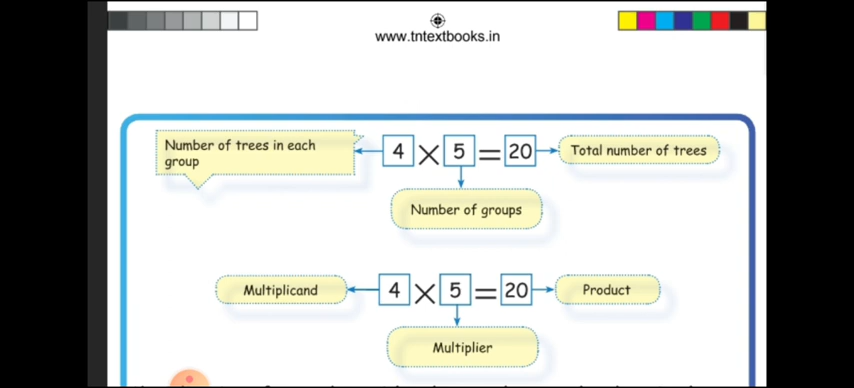 www.tntextbooks.in
Number of trees in each
group
4 × 5 = 20
Total number of trees
Number of groups
Multiplicand
4 × 5 = 20
Product
Multiplier